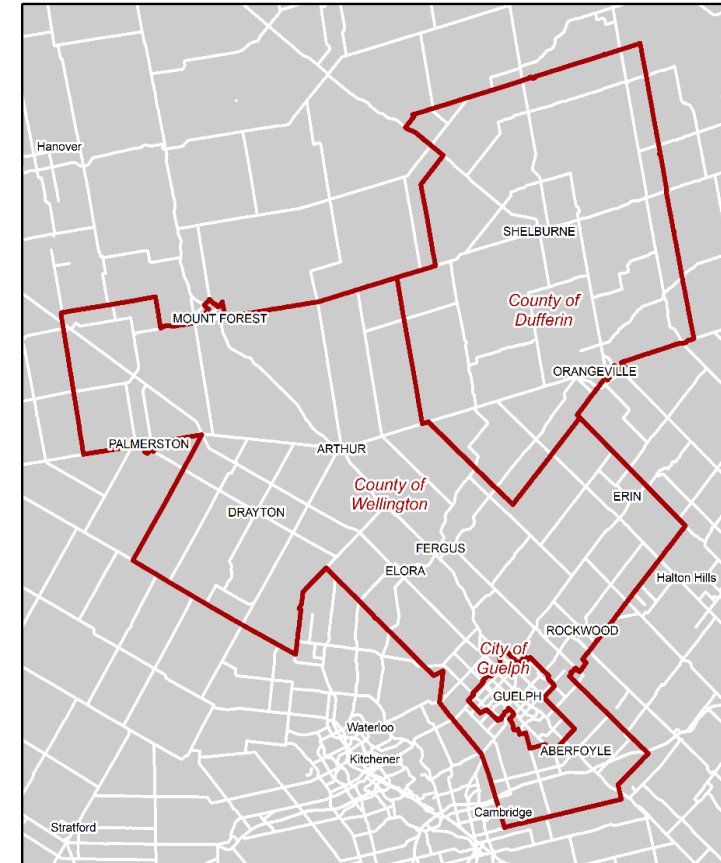 Hanover
SHELBURNE
County of
Dufferin
MOUNT FOREST
ORANGEVILLE
PALMERSTON
ARTHUR
County of
Wellington
ERIN
DRAYTON
FERGUS
ELORA
Halton Hills
ROCKWOOD
City of
Guelph
GUELPH
Waterloo
ABERFOYLE
Kitchener
Cambridge
Stratford